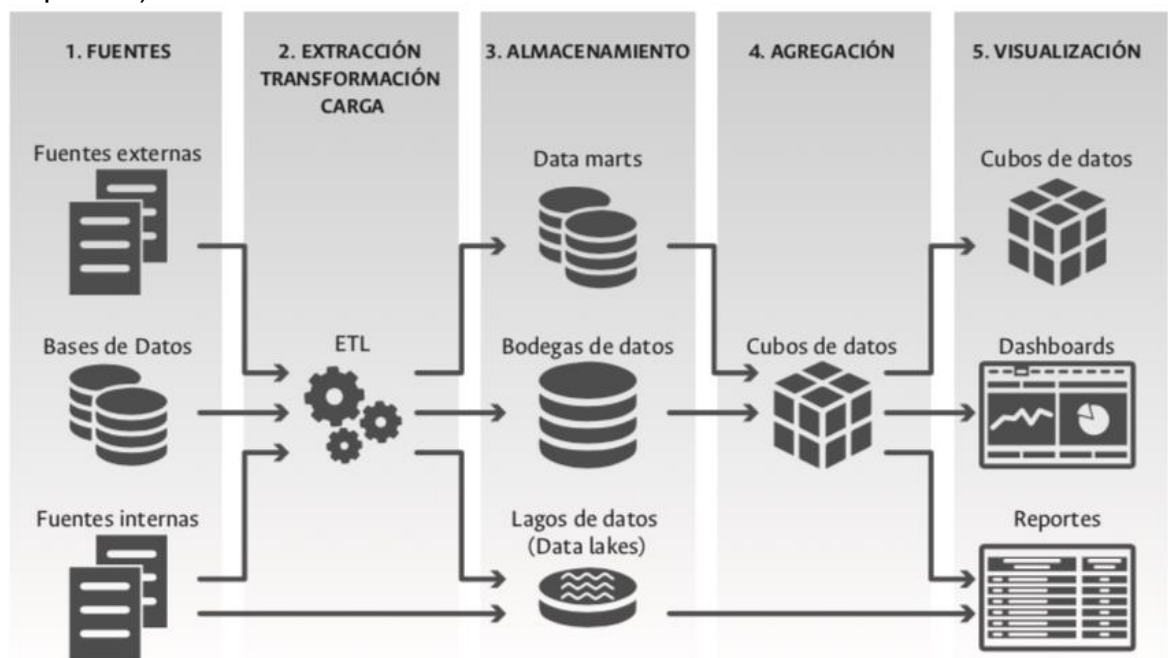 1. FUENTES
2. EXTRACCIÓN
TRANSFORMACIÓN
CARGA
3. ALMACENAMIENTO
4. AGREGACIÓN
5. VISUALIZACIÓN
Fuentes externas
Data marts
Cubos de datos
Bases de Datos
ETL
Bodegas de datos
Cubos de datos
Dashboards
Fuentes internas
Lagos de datos
(Data lakes)
Reportes